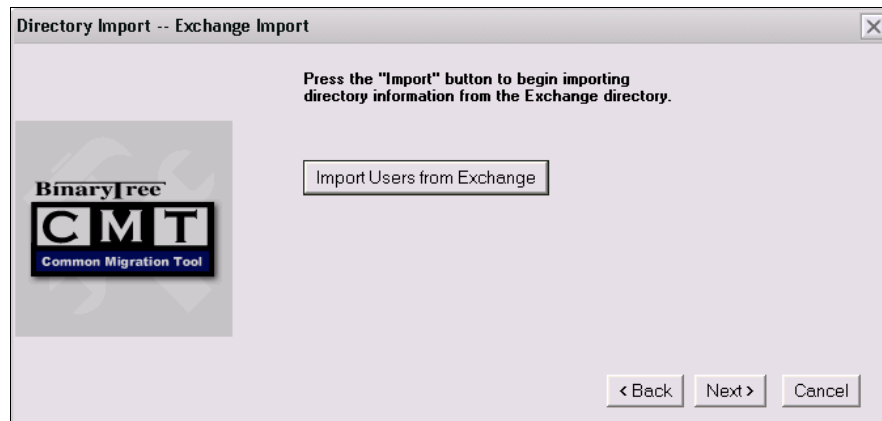 Directory Import -- Exchange Import
Press the "Import" button to begin importing
directory information from the Exchange directory.
Import Users from Exchange
BinaryTree
CMT
Common Migration Tool
< Back Next > Cancel